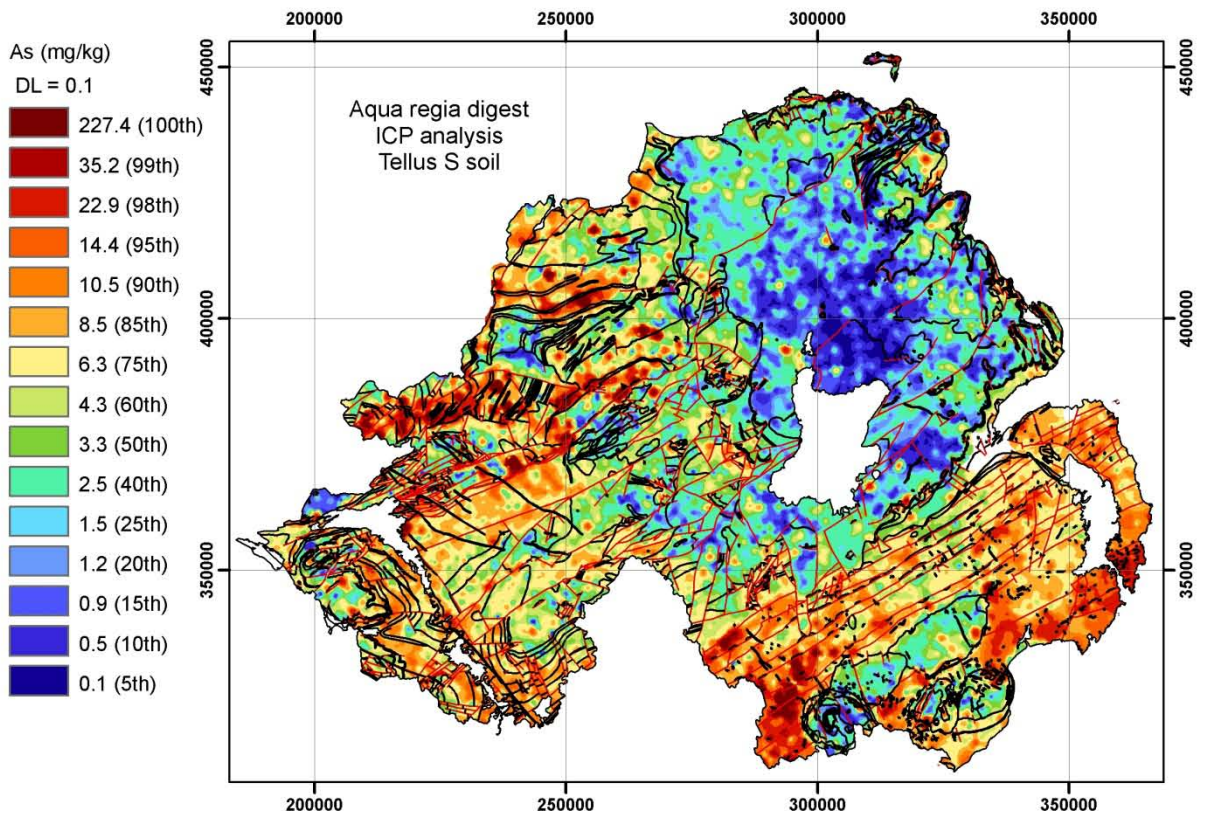 200000 250000 300000 350000
As (mg/kg)
DL = 0.1
227.4 (100th)
35.2 (99th)
22.9 (98th)
14.4 (95th)
10.5 (90th)
8.5 (85th)
6.3 (75th)
4.3 (60th)
3.3 (50th)
2.5 (40th)
1.5 (25th)
1.2 (20th)
0.9 (15th)
0.5 (10th)
0.1 (5th)
Aqua regia digest
ICP analysis
Tellus S soil
450000
400000
350000
450000
400000
350000
200000 250000 300000 350000